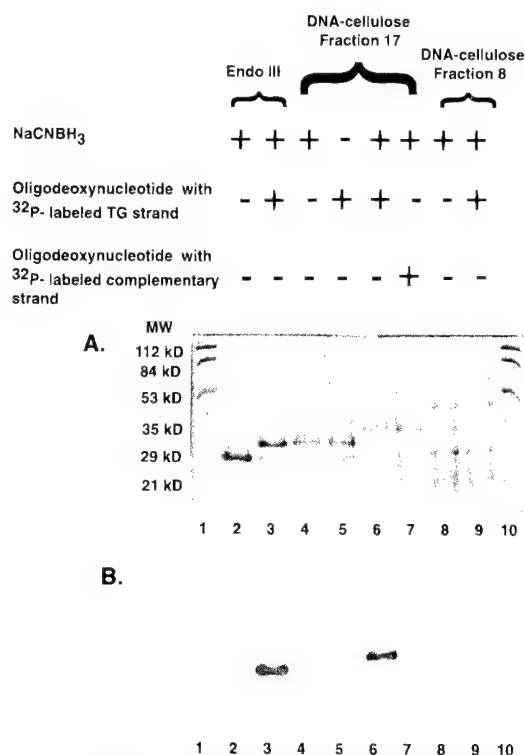 DNA-cellulose
Fraction 17
DNA-cellulose
Fraction 8
Endo III
NaCNBH3 + + + - + + + +
Oligodeoxynucleotide with
32P- labeled TG strand - + - + + - - +
Oligodeoxynucleotide with
32P- labeled complementary
strand - - - - - + - -
A.
MW
112 kD
84 kD
53 kD
35 kD
29 kD
21 kD
1 2 3 4 5 6 7 8 9 10
B.
1 2 3 4 5 6 7 8 9 10